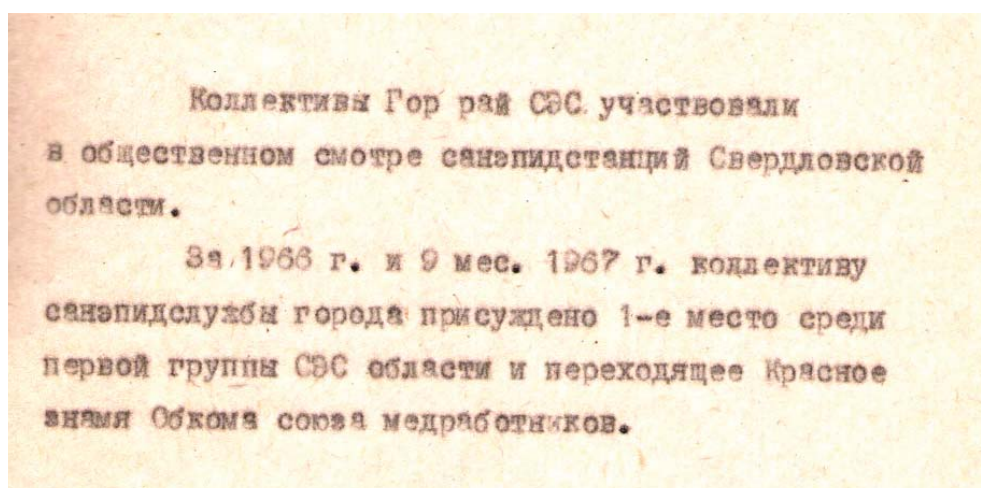 Коллективы Гор рай СЭС участвовали
в общественном смотре санэпидстанций Свердловской
области.
За 1966 г. и 9 мес. 1967 г. коллективу
санэпидслужбы города присуждено 1-е место среди
первой группы СЭС области и переходящее Красное
знамя Обкома союза медработников.